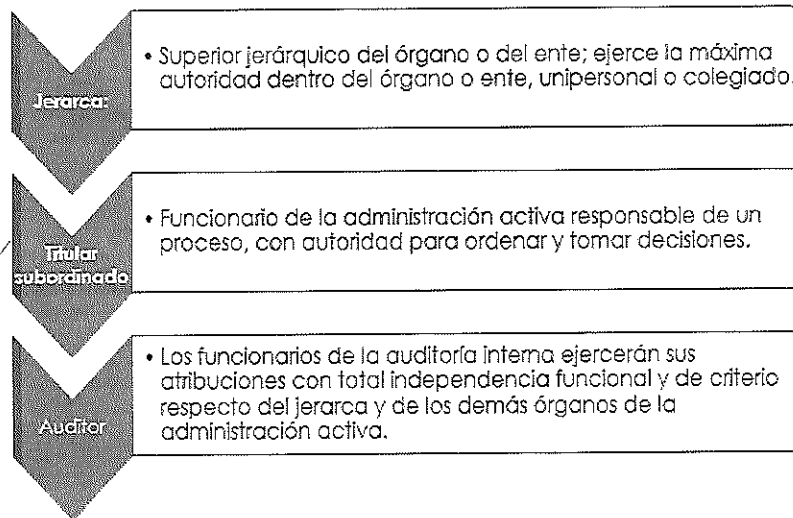 Jerarca:
• Superior jerárquico del órgano o del ente; ejerce la máxima
autoridad dentro del órgano o ente, unipersonal o colegiado.
Titular
subordinado
• Funcionario de la administración activa responsable de un
proceso, con autoridad para ordenar y tomar decisiones.
Auditor
• Los funcionarios de la auditoría interna ejercerán sus
atribuciones con total independencia funcional y de criterio
respecto del jerarca y de los demás órganos de la
administración activa.